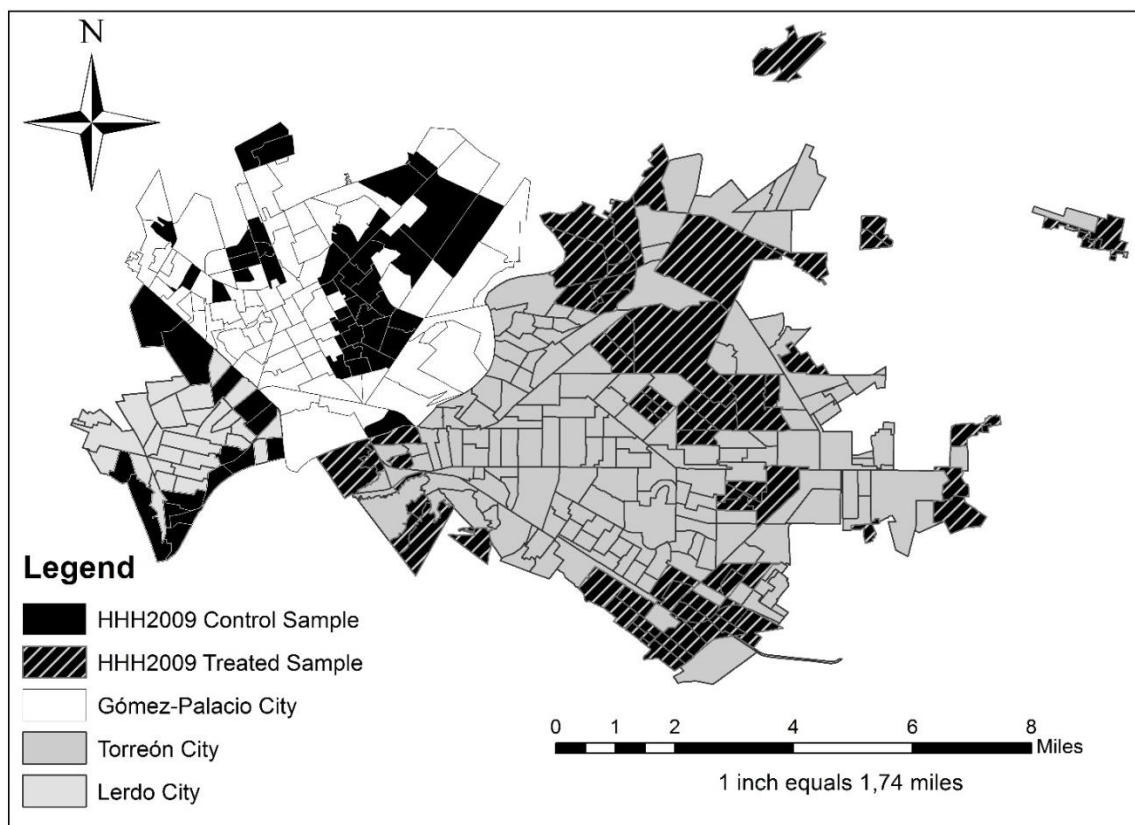 N
Legend
HHH2009 Control Sample
HHH2009 Treated Sample
Gómez-Palacio City
Torreón City
Lerdo City
0 1 2 4 6 8
Miles
1 inch equals 1,74 miles